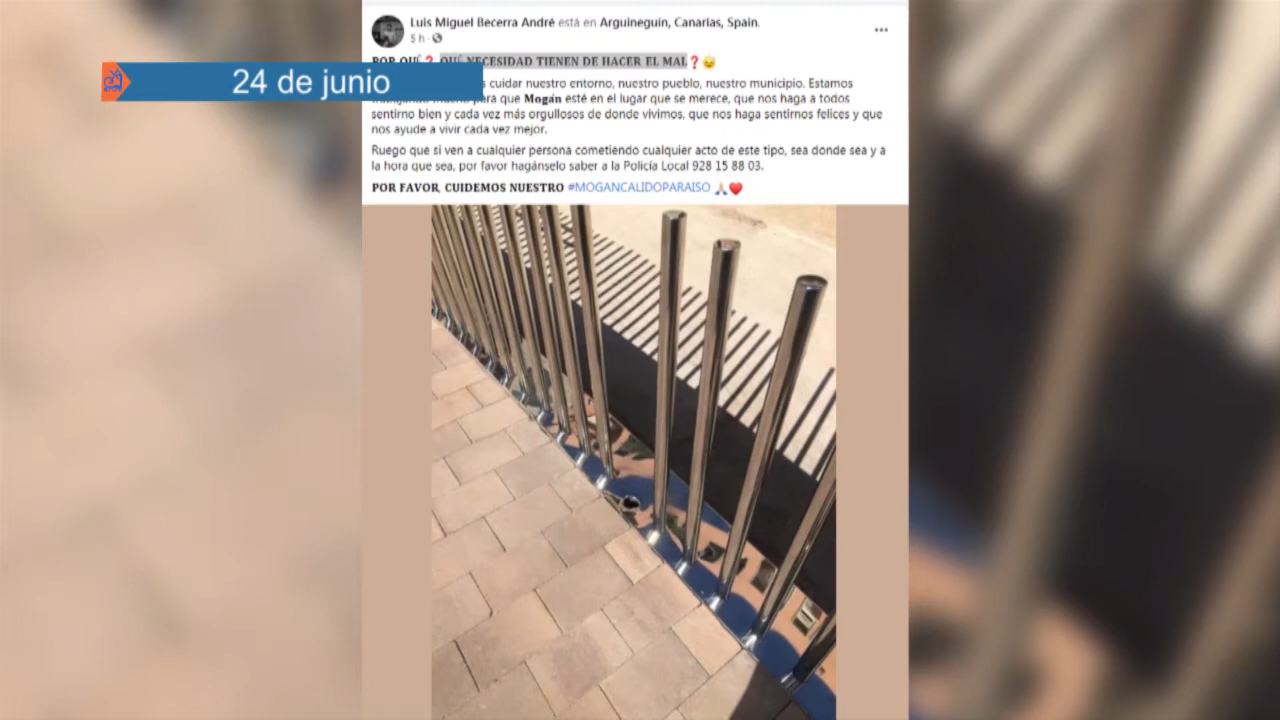 Luis Miguel Becerra André está en Arguineguín, Canarias, Spain.
5 h
24 de junio
POR QUÉ❓ QUÉ NECESIDAD TIENEN DE HACER EL MAL❓😉
cuidar nuestro entorno, nuestro pueblo, nuestro municipio. Estamos
para que Mogán esté en el lugar que se merece, que nos haga a todos
sentirno bien y cada vez más orgullosos de donde vivimos, que nos haga sentirnos felices y que
nos ayude a vivir cada vez mejor.
Ruego que si ven a cualquier persona cometiendo cualquier acto de este tipo, sea donde sea y a
la hora que sea, por favor hagánselo saber a la Policía Local 928 15 88 03.
POR FAVOR, CUIDEMOS NUESTRO #MOGANCALIDOPARAISO 🙏🏻❤️